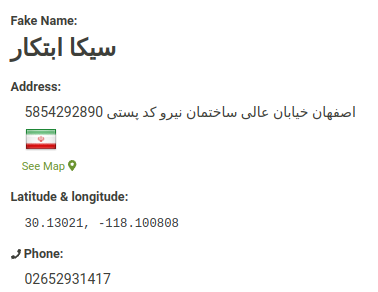 Fake Name:
سیکا ابتکار
Address:
اصفهان خیابان عالی ساختمان نیرو کد پستی 5854292890
See Map
Latitude & longitude:
30.13021, -118.100808
Phone:
02652931417